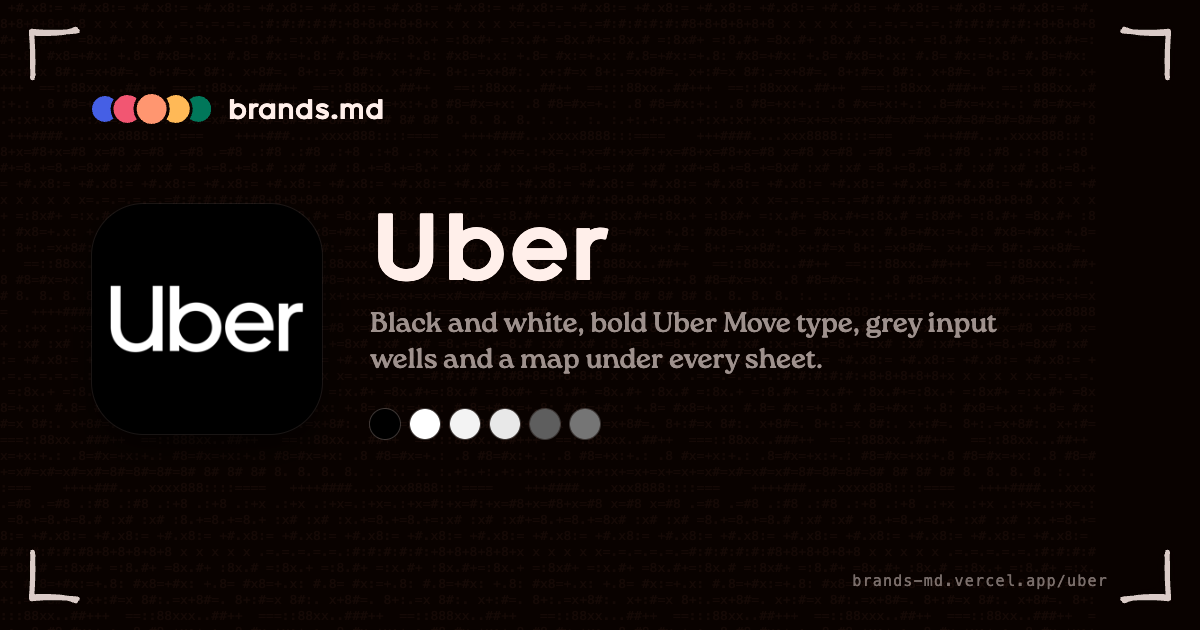 brands.md
Uber
Uber
Black and white, bold Uber Move type, grey input
wells and a map under every sheet.
brands-md.vercel.app/uber